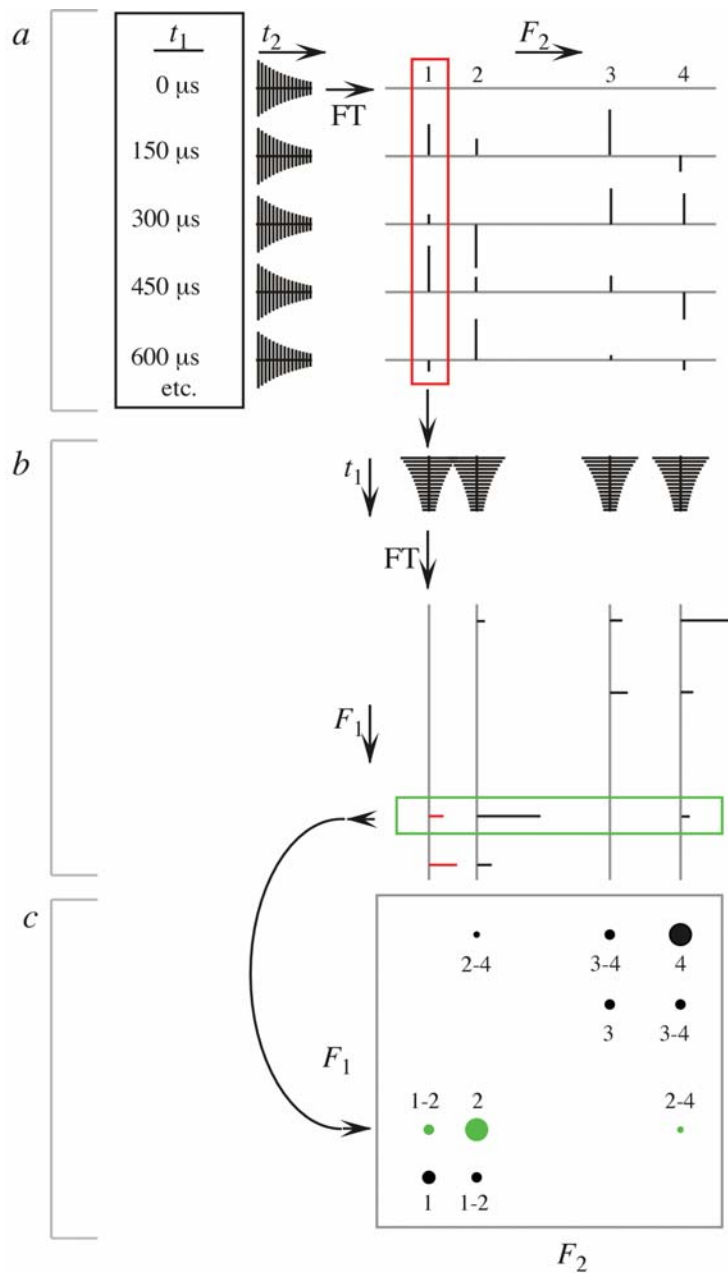 a
t1 t2 F2
0 μs
FT
1 2 3 4
150 μs
300 μs
450 μs
600 μs
etc.
b
t1
FT
F1
c
2-4 3-4 4
3 3-4
F1
1-2 2 2-4
1 1-2
F2